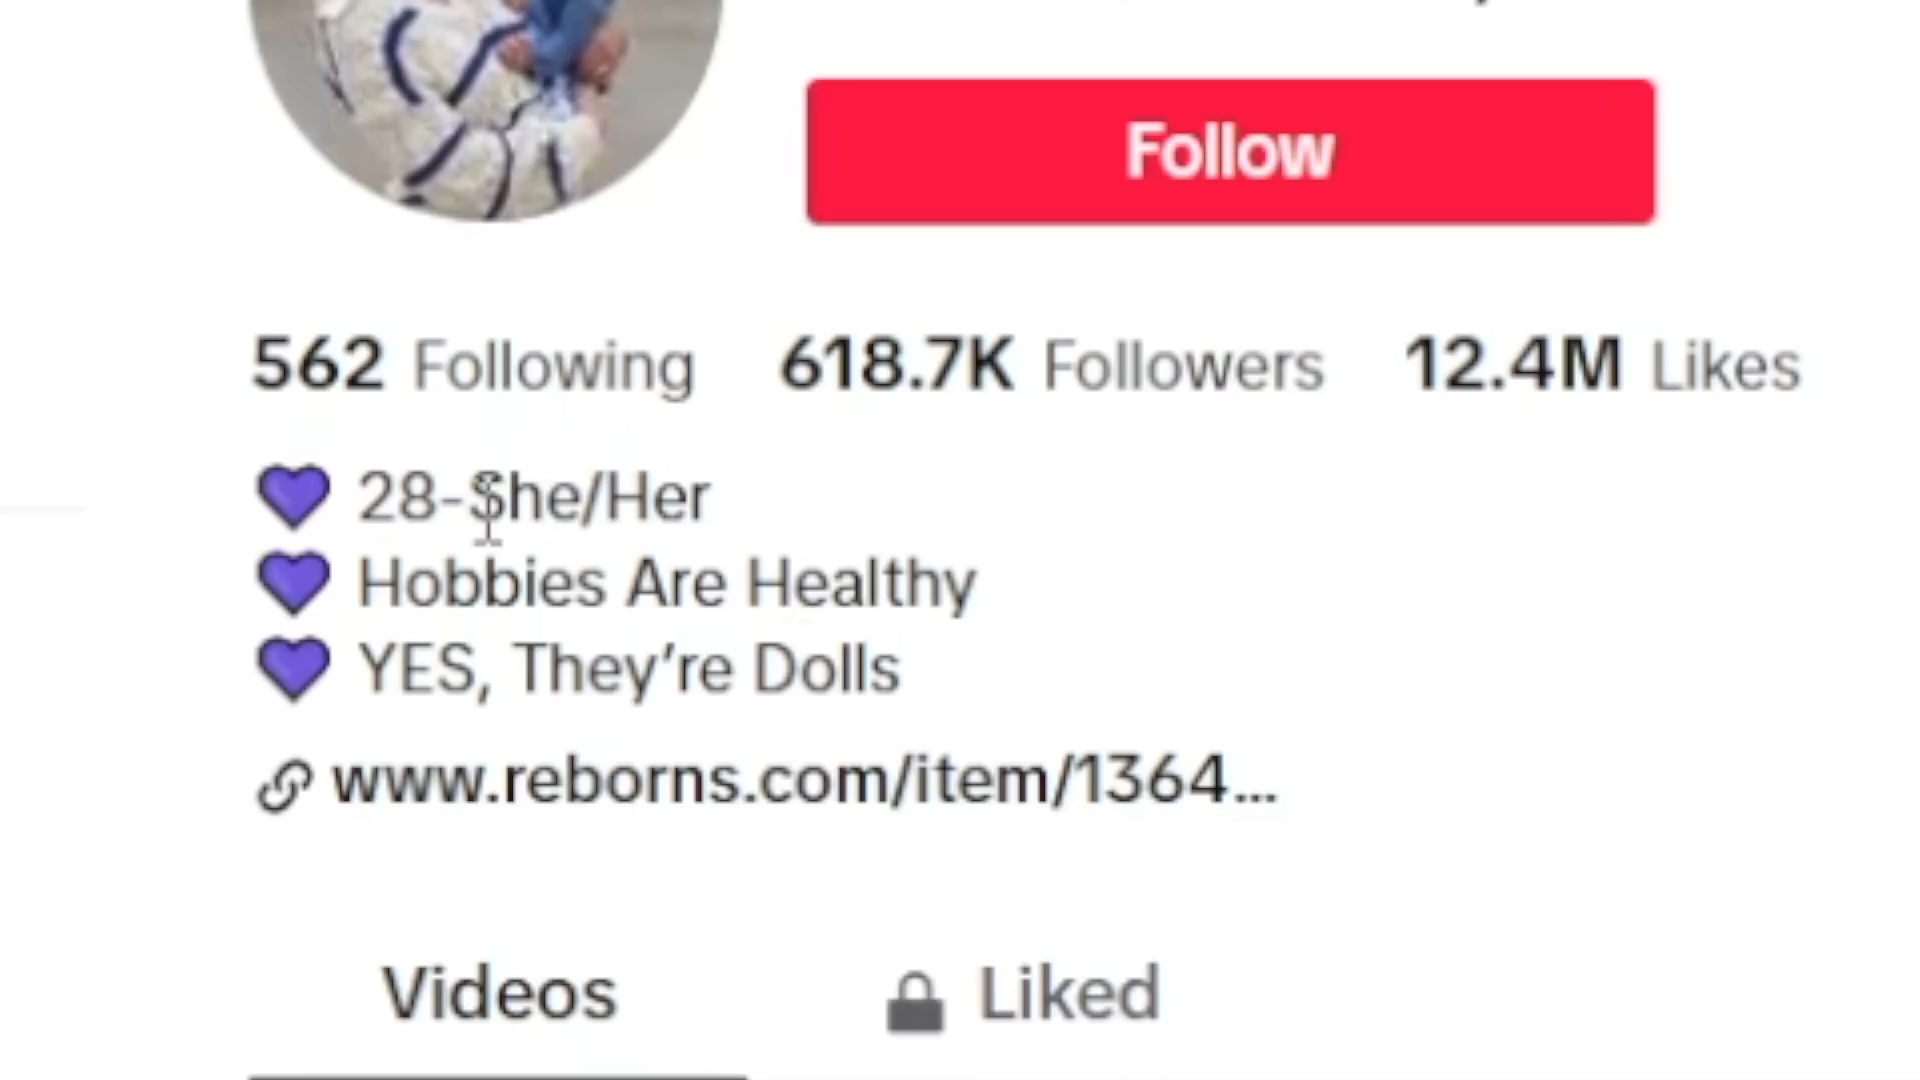 Follow
562 Following 618.7K Followers 12.4M Likes
💜 28-She/Her
💜 Hobbies Are Healthy
💜 YES, They’re Dolls
www.reborns.com/item/1364...
Videos Liked